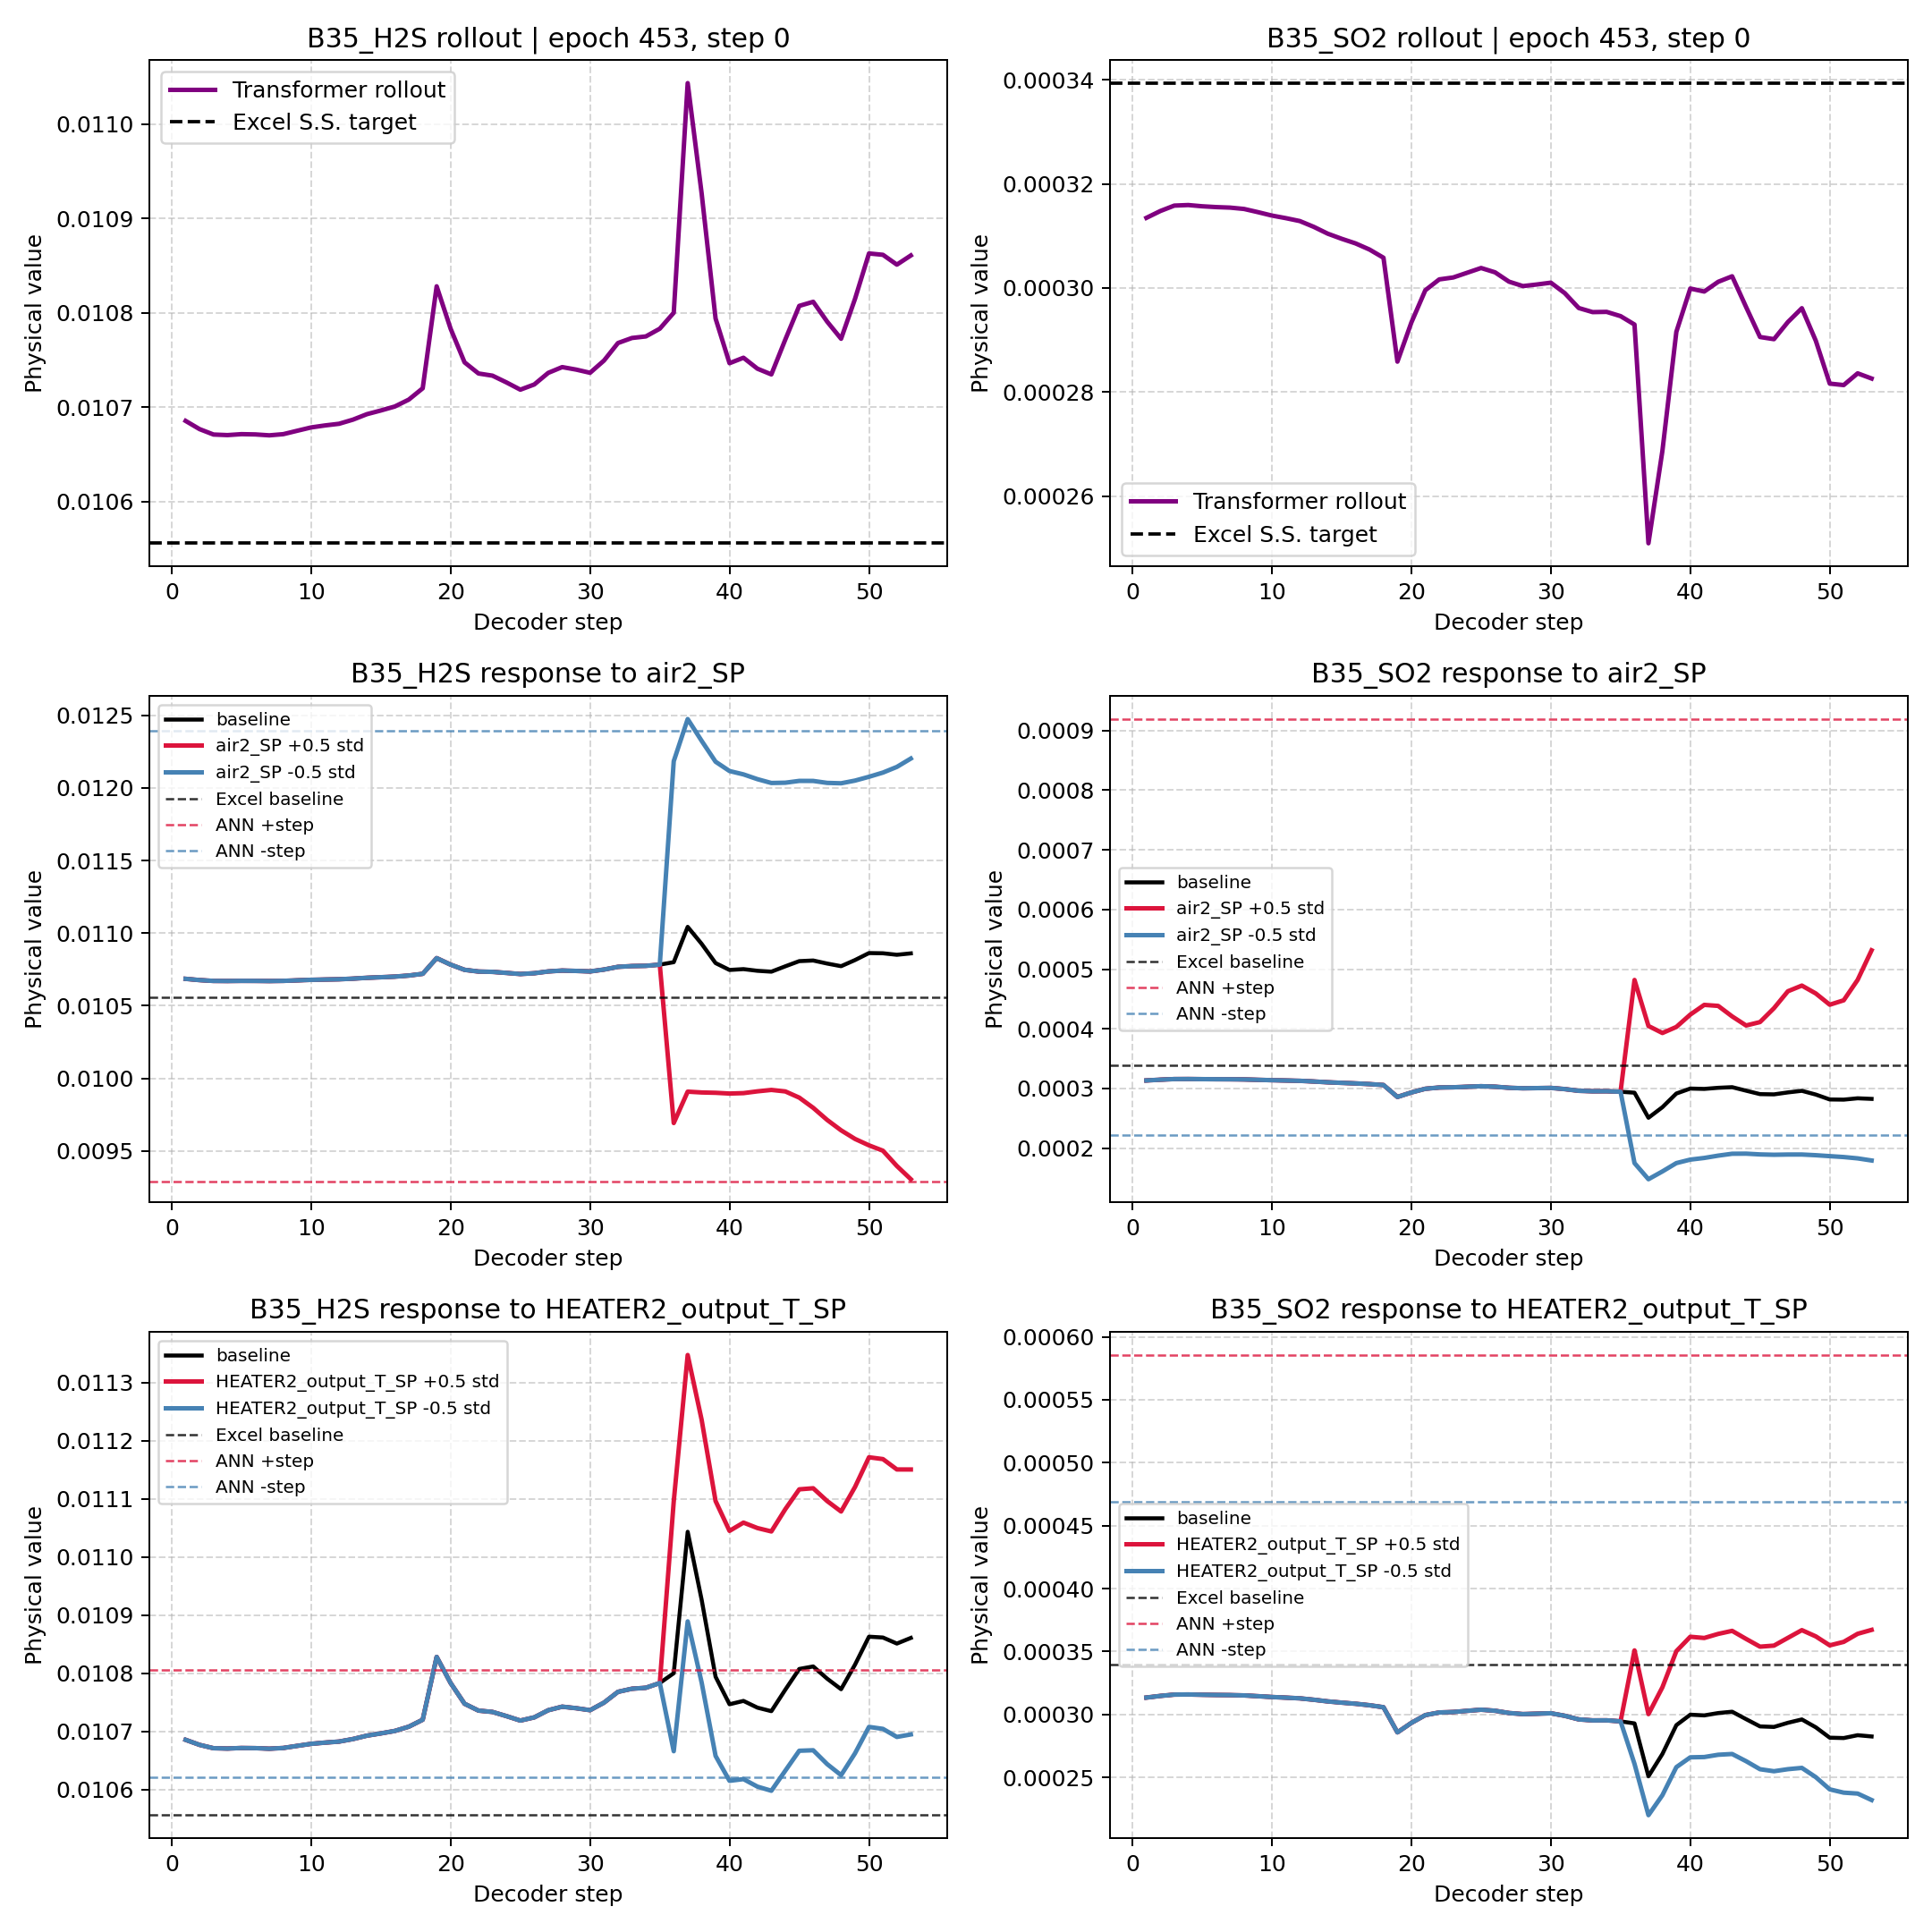 B35_H2S rollout | epoch 453, step 0
Physical value
0.0110
0.0109
0.0108
0.0107
0.0106
Transformer rollout
Excel S.S. target
0 10 20 30 40 50
Decoder step
B35_SO2 rollout | epoch 453, step 0
Physical value
0.00034
0.00032
0.00030
0.00028
0.00026
Transformer rollout
Excel S.S. target
0 10 20 30 40 50
Decoder step
B35_H2S response to air2_SP
Physical value
0.0125
0.0120
0.0115
0.0110
0.0105
0.0100
0.0095
baseline
air2_SP +0.5 std
air2_SP -0.5 std
Excel baseline
ANN +step
ANN -step
0 10 20 30 40 50
Decoder step
B35_SO2 response to air2_SP
Physical value
0.0009
0.0008
0.0007
0.0006
0.0005
0.0004
0.0003
0.0002
baseline
air2_SP +0.5 std
air2_SP -0.5 std
Excel baseline
ANN +step
ANN -step
0 10 20 30 40 50
Decoder step
B35_H2S response to HEATER2_output_T_SP
Physical value
0.0113
0.0112
0.0111
0.0110
0.0109
0.0108
0.0107
0.0106
baseline
HEATER2_output_T_SP +0.5 std
HEATER2_output_T_SP -0.5 std
Excel baseline
ANN +step
ANN -step
0 10 20 30 40 50
Decoder step
B35_SO2 response to HEATER2_output_T_SP
Physical value
0.00060
0.00055
0.00050
0.00045
0.00040
0.00035
0.00030
0.00025
baseline
HEATER2_output_T_SP +0.5 std
HEATER2_output_T_SP -0.5 std
Excel baseline
ANN +step
ANN -step
0 10 20 30 40 50
Decoder step